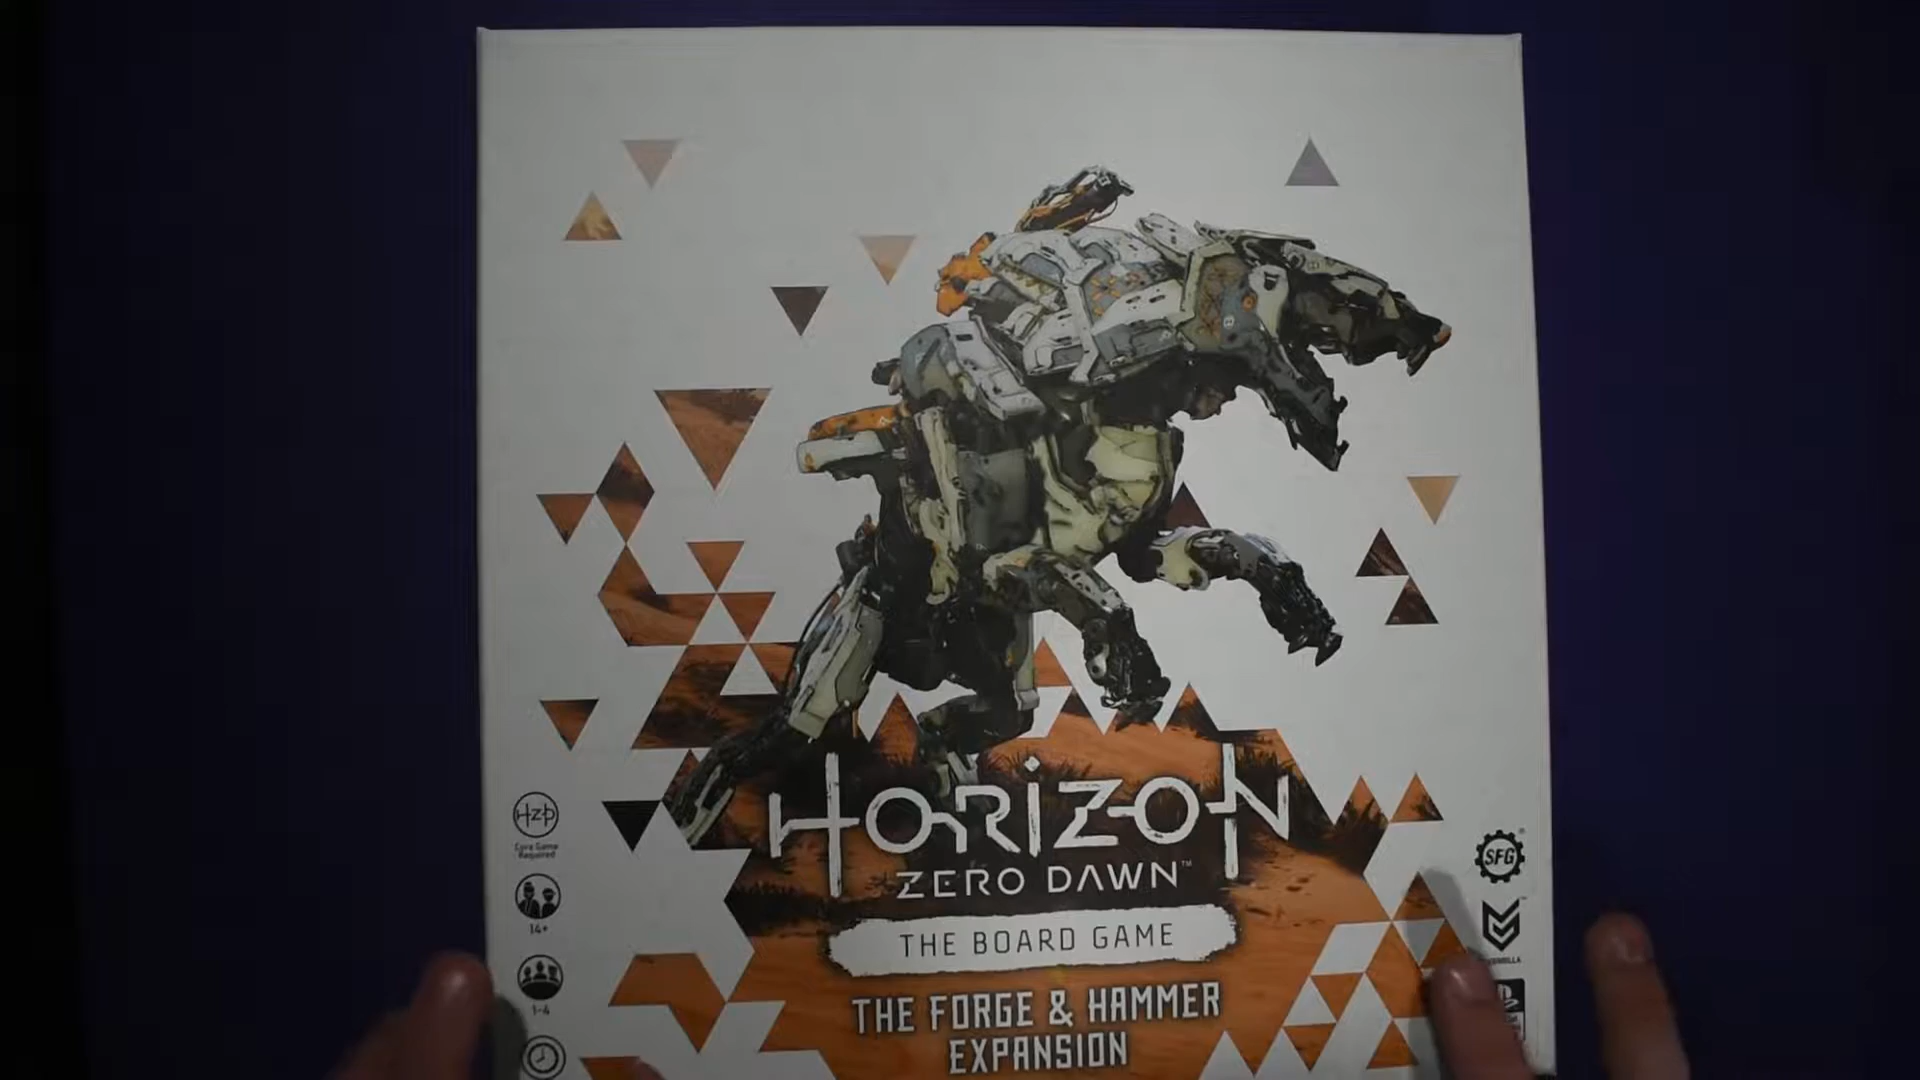 HORIZON
ZERO DAWN™
THE BOARD GAME
THE FORGE & HAMMER
EXPANSION
HZD
Core Game
Required
14+
1-4
SFG